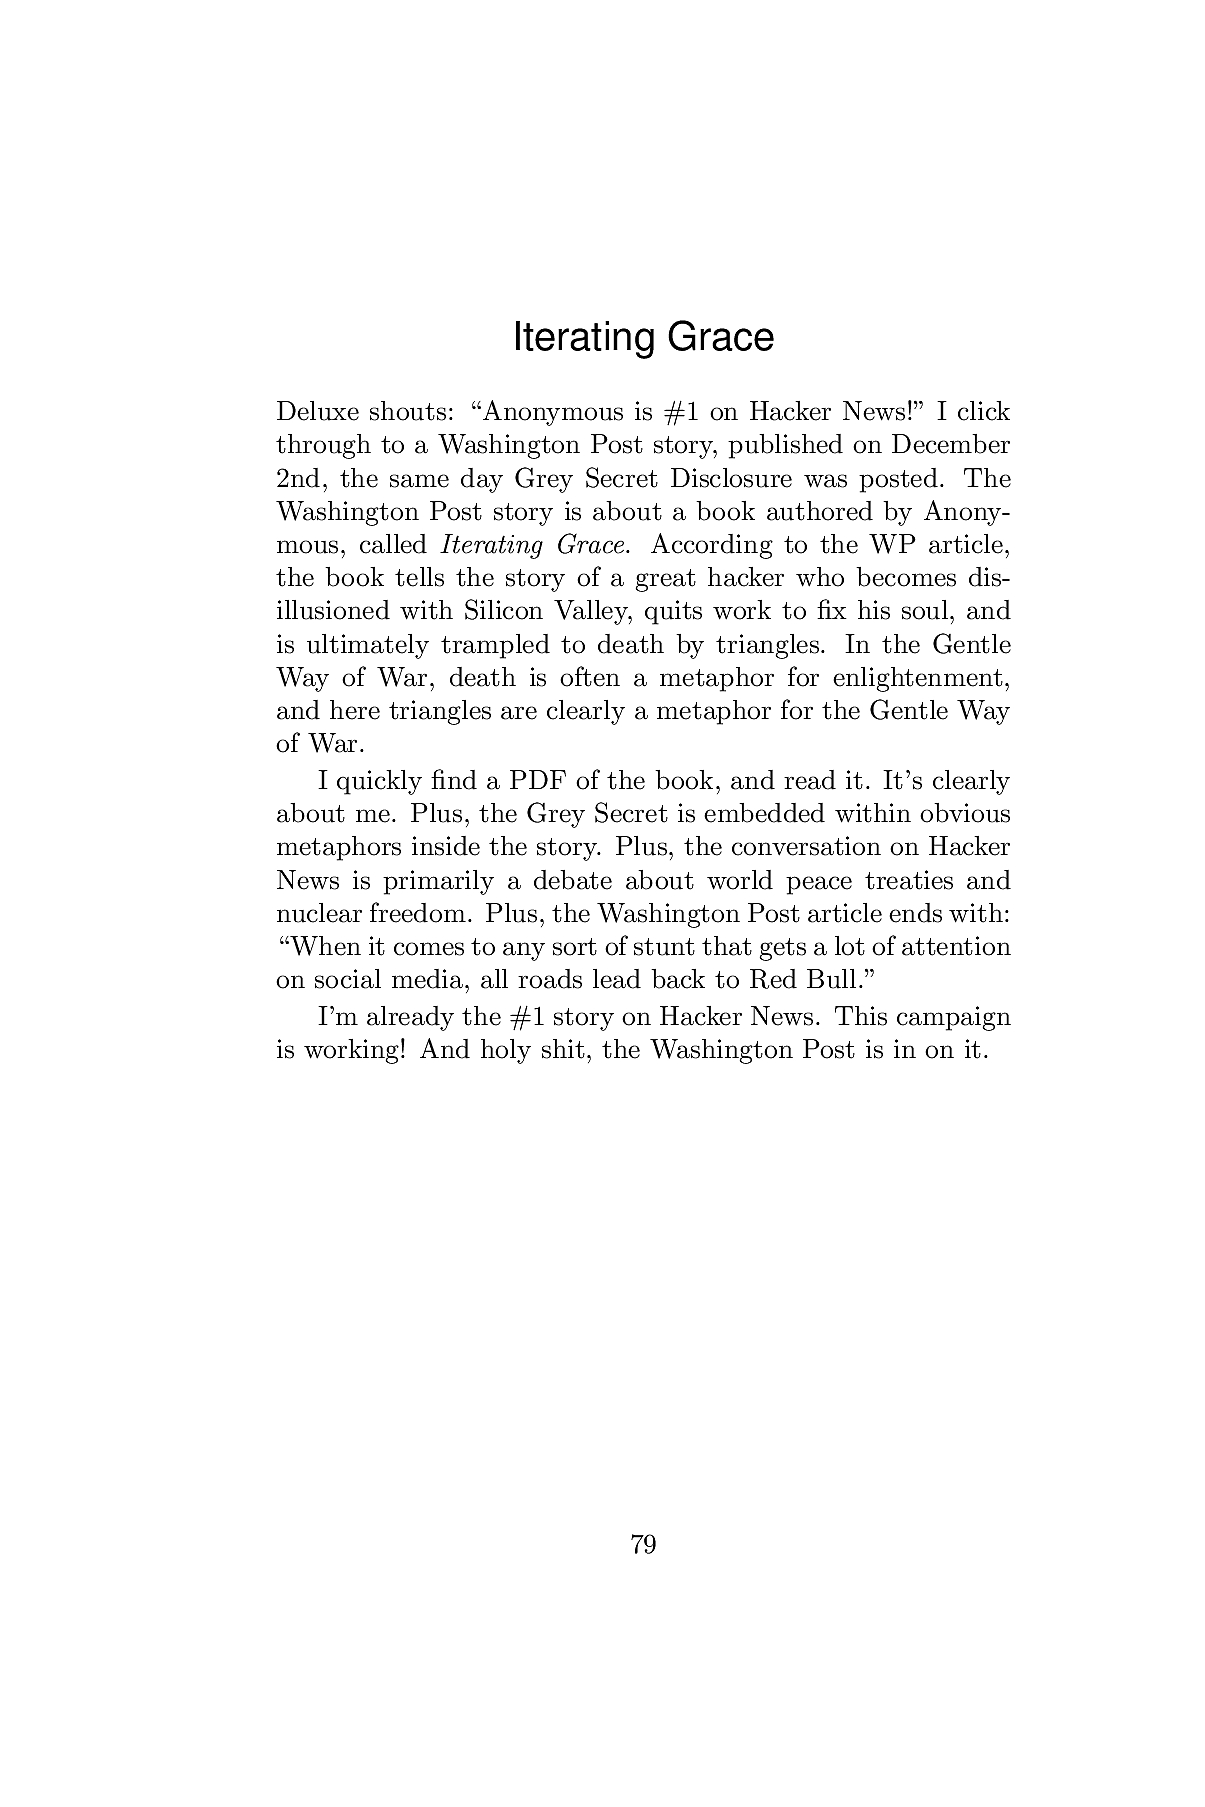 Iterating Grace
Deluxe shouts: “Anonymous is #1 on Hacker News!” I click
through to a Washington Post story, published on December
2nd, the same day Grey Secret Disclosure was posted. The
Washington Post story is about a book authored by Anony-
mous, called Iterating Grace. According to the WP article,
the book tells the story of a great hacker who becomes dis-
illusioned with Silicon Valley, quits work to fix his soul, and
is ultimately trampled to death by triangles. In the Gentle
Way of War, death is often a metaphor for enlightenment,
and here triangles are clearly a metaphor for the Gentle Way
of War.
I quickly find a PDF of the book, and read it. It’s clearly
about me. Plus, the Grey Secret is embedded within obvious
metaphors inside the story. Plus, the conversation on Hacker
News is primarily a debate about world peace treaties and
nuclear freedom. Plus, the Washington Post article ends with:
“When it comes to any sort of stunt that gets a lot of attention
on social media, all roads lead back to Red Bull.”
I’m already the #1 story on Hacker News. This campaign
is working! And holy shit, the Washington Post is in on it.
79